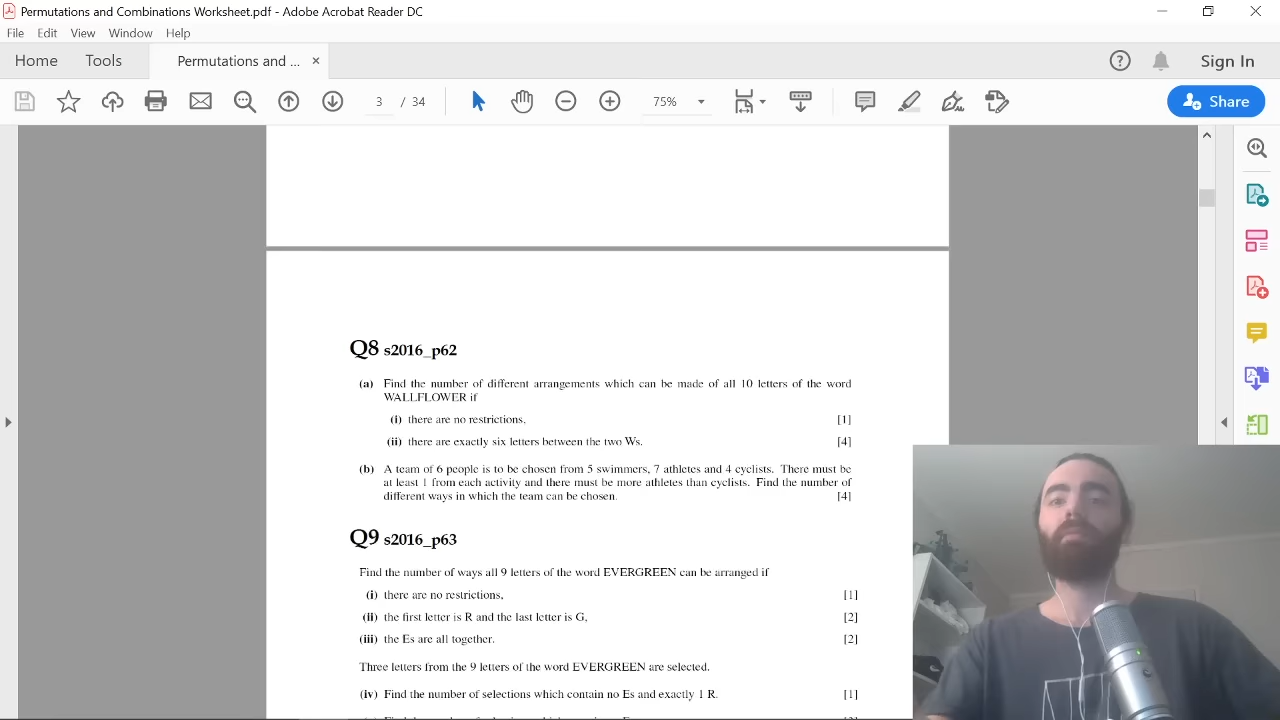 Permutations and Combinations Worksheet.pdf - Adobe Acrobat Reader DC
File Edit View Window Help
Home Tools Permutations and ... × Sign In
3 / 34 75% Share
Q8 s2016_p62
(a) Find the number of different arrangements which can be made of all 10 letters of the word
WALLFLOWER if
(i) there are no restrictions, [1]
(ii) there are exactly six letters between the two Ws. [4]
(b) A team of 6 people is to be chosen from 5 swimmers, 7 athletes and 4 cyclists. There must be
at least 1 from each activity and there must be more athletes than cyclists. Find the number of
different ways in which the team can be chosen. [4]
Q9 s2016_p63
Find the number of ways all 9 letters of the word EVERGREEN can be arranged if
(i) there are no restrictions, [1]
(ii) the first letter is R and the last letter is G, [2]
(iii) the Es are all together. [2]
Three letters from the 9 letters of the word EVERGREEN are selected.
(iv) Find the number of selections which contain no Es and exactly 1 R. [1]